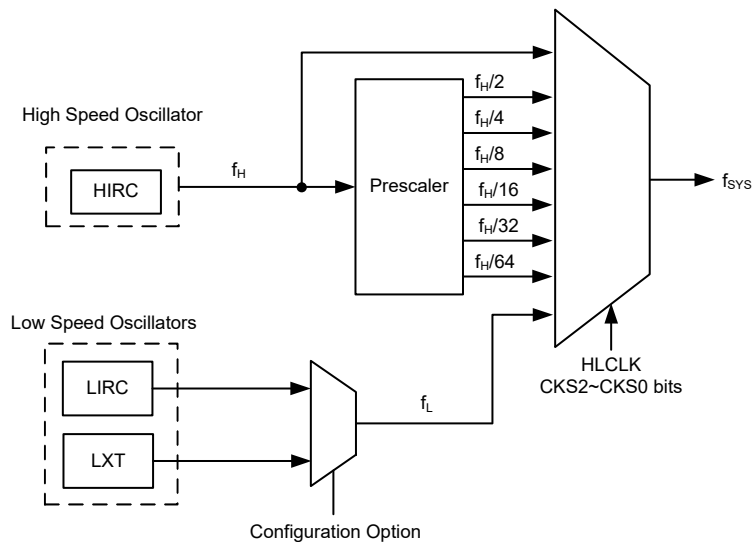 High Speed Oscillator
HIRC
fH
Prescaler
fH/2
fH/4
fH/8
fH/16
fH/32
fH/64
fSYS
HLCLK
CKS2~CKS0 bits
Low Speed Oscillators
LIRC
LXT
fL
Configuration Option